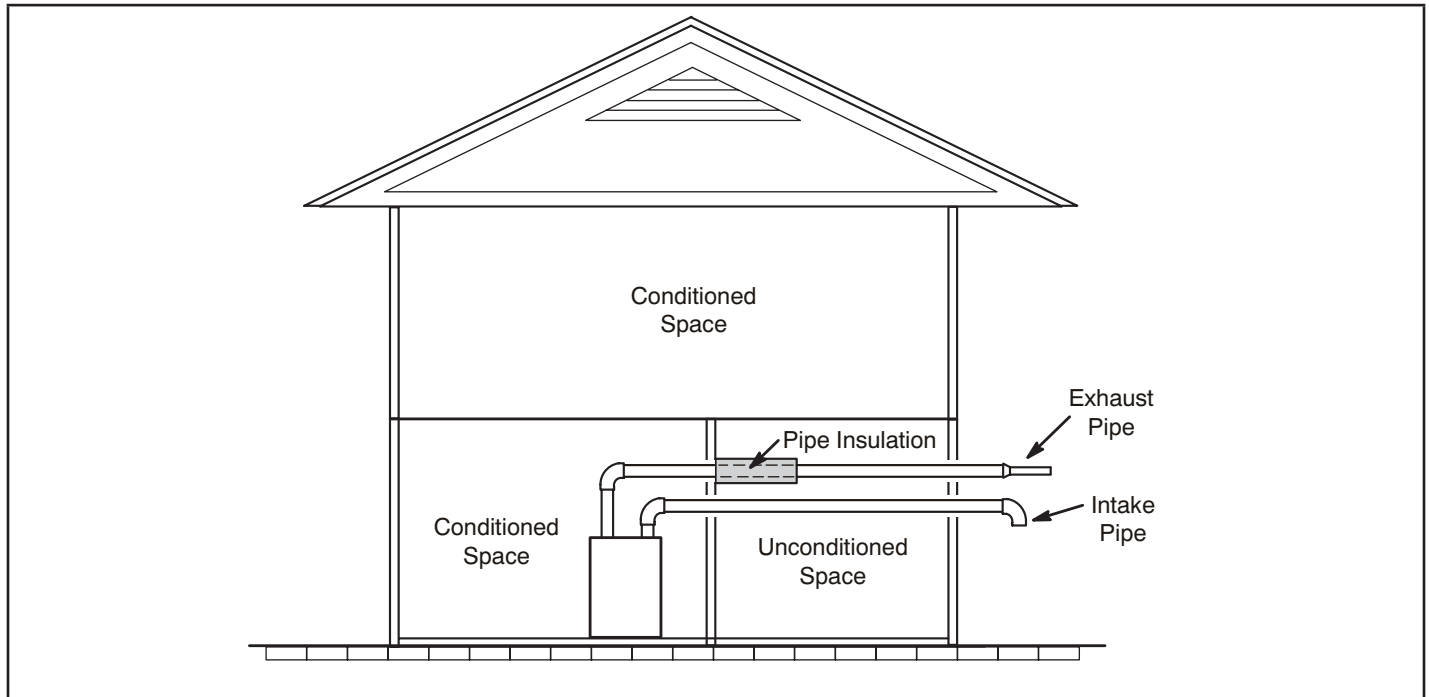 Conditioned
Space
Exhaust
Pipe
Pipe Insulation
Intake
Pipe
Conditioned
Space
Unconditioned
Space